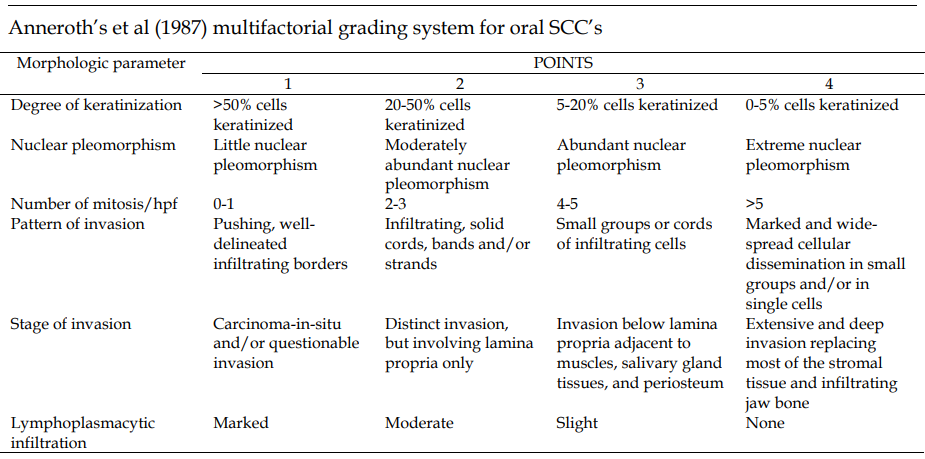 Anneroth's et al (1987) multifactorial grading system for oral SCC's
Morphologic parameter POINTS
1 2 3 4
Degree of keratinization >50% cells keratinized 20-50% cells keratinized 5-20% cells keratinized 0-5% cells keratinized
Nuclear pleomorphism Little nuclear pleomorphism Moderately abundant nuclear pleomorphism Abundant nuclear pleomorphism Extreme nuclear pleomorphism
Number of mitosis/hpf 0-1 2-3 4-5 >5
Pattern of invasion Pushing, well-delineated infiltrating borders Infiltrating, solid cords, bands and/or strands Small groups or cords of infiltrating cells Marked and wide-spread cellular dissemination in small groups and/or in single cells
Stage of invasion Carcinoma-in-situ and/or questionable invasion Distinct invasion, but involving lamina propria only Invasion below lamina propria adjacent to muscles, salivary gland tissues, and periosteum Extensive and deep invasion replacing most of the stromal tissue and infiltrating jaw bone
Lymphoplasmacytic infiltration Marked Moderate Slight None